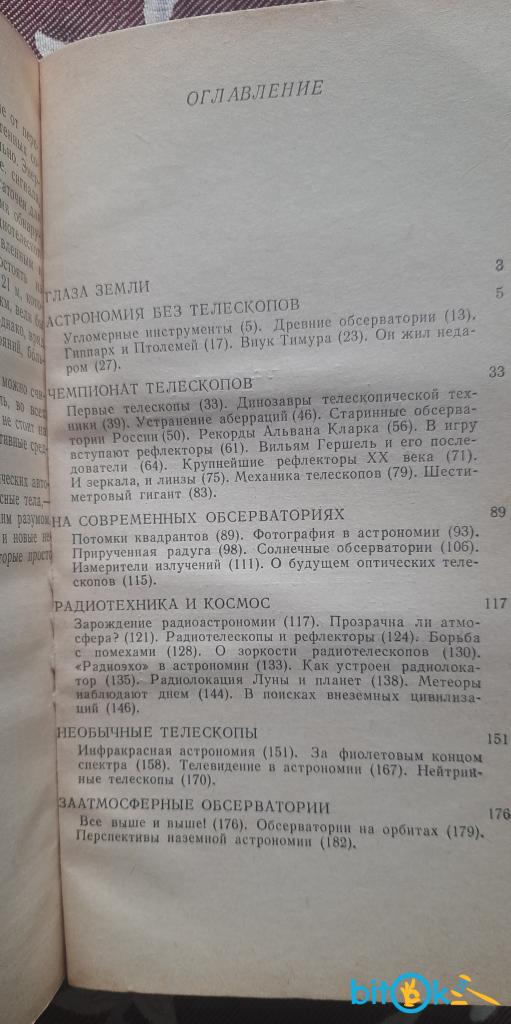 ОГЛАВЛЕНИЕ
ГЛАЗА ЗЕМЛИ 3
АСТРОНОМИЯ БЕЗ ТЕЛЕСКОПОВ 5
Угломерные инструменты (5). Древние обсерватории (13).
Гиппарх и Птолемей (17). Внук Тимура (23). Он жил неда-
ром (27).
ЧЕМПИОНАТ ТЕЛЕСКОПОВ 33
Первые телескопы (33). Динозавры телескопической тех-
ники (39). Устранение аберраций (46). Старинные обсерва-
тории России (50). Рекорды Альвана Кларка (56). В игру
вступают рефлекторы (61). Вильям Гершель и его после-
дователи (64). Крупнейшие рефлекторы XX века (71).
И зеркала, и линзы (75). Механика телескопов (79). Шести-
метровый гигант (83).
НА СОВРЕМЕННЫХ ОБСЕРВАТОРИЯХ 89
Потомки квадрантов (89). Фотография в астрономии (93).
Прирученная радуга (98). Солнечные обсерватории (106).
Измерители излучений (111). О будущем оптических теле-
скопов (115).
РАДИОТЕХНИКА И КОСМОС 117
Зарождение радиоастрономии (117). Прозрачна ли атмо-
сфера? (121). Радиотелескопы и рефлекторы (124). Борьба
с помехами (128). О зоркости радиотелескопов (130).
«Радиоэхо» в астрономии (133). Как устроен радиолока-
тор (135). Радиолокация Луны и планет (138). Метеоры
наблюдают днем (144). В поисках внеземных цивилиза-
ций (146).
НЕОБЫЧНЫЕ ТЕЛЕСКОПЫ 151
Инфракрасная астрономия (151). За фиолетовым концом
спектра (158). Телевидение в астрономии (167). Нейтрин-
ные телескопы (170).
ЗААТМОСФЕРНЫЕ ОБСЕРВАТОРИИ 176
Все выше и выше! (176). Обсерватории на орбитах (179).
Перспективы наземной астрономии (182).